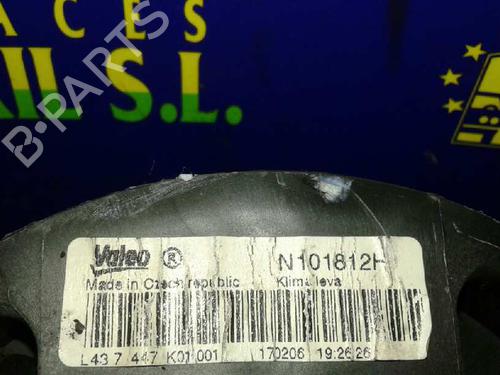 ACES
S.L.
B-PARTS
Valeo ®
N101812H
Made in Czech republic
Klima leva
L43 7 447 K01 001
170206 19:26:26